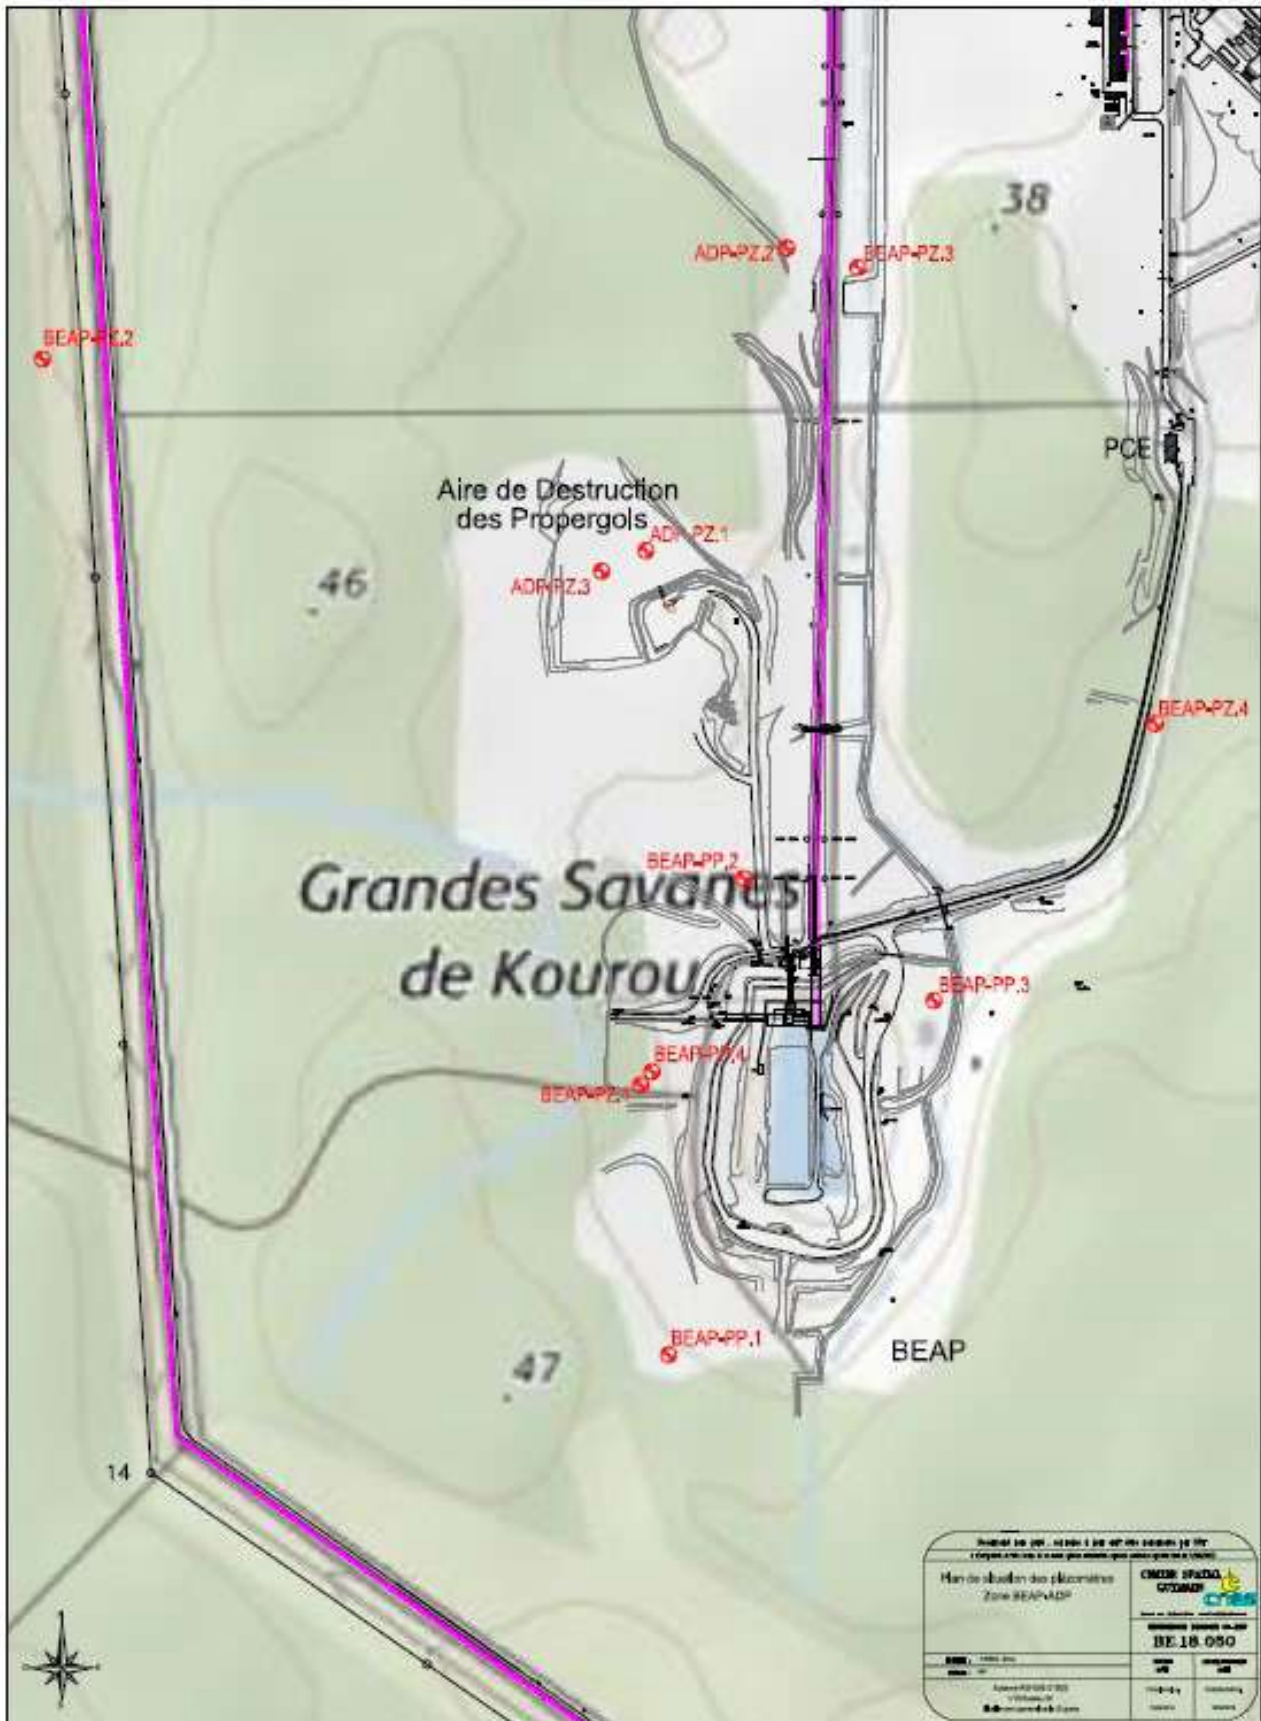 38
ADP-PZ.2
BEAP-PZ.3
BEAP-PZ.2
PCE
Aire de Destruction
des Propergols
ADP-PZ.1
ADP-PZ.3
46
BEAP-PZ.4
BEAP-PP.2
Grandes Savanes
de Kourou
BEAP-PP.3
BEAP-PP.4
BEAP-PZ.1
BEAP-PP.1
BEAP
47
14
Plan de situation des piézomètres
Zone BEAP-ADP
CENTRE SPATIAL
GUYANAIS
cnes
BE.18.050